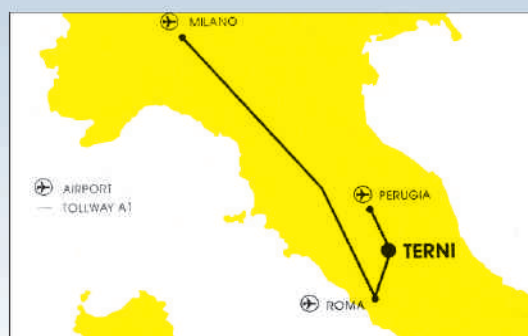 MILANO
AIRPORT
TOLLWAY A1
PERUGIA
TERNI
ROMA